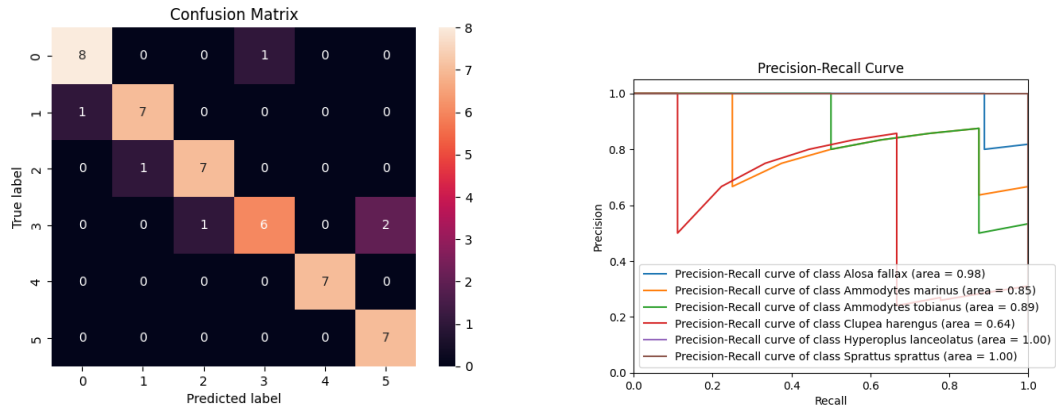 Confusion Matrix
True label
0 8 0 0 1 0 0
1 1 7 0 0 0 0
2 0 1 7 0 0 0
3 0 0 1 6 0 2
4 0 0 0 0 7 0
5 0 0 0 0 0 7
0 1 2 3 4 5
Predicted label
8
7
6
5
4
3
2
1
0
Precision-Recall Curve
Precision
1.0
0.8
0.6
0.4
0.2
0.0
Precision-Recall curve of class Alosa fallax (area = 0.98)
Precision-Recall curve of class Ammodytes marinus (area = 0.85)
Precision-Recall curve of class Ammodytes tobianus (area = 0.89)
Precision-Recall curve of class Clupea harengus (area = 0.64)
Precision-Recall curve of class Hyperoplus lanceolatus (area = 1.00)
Precision-Recall curve of class Sprattus sprattus (area = 1.00)
0.0 0.2 0.4 0.6 0.8 1.0
Recall